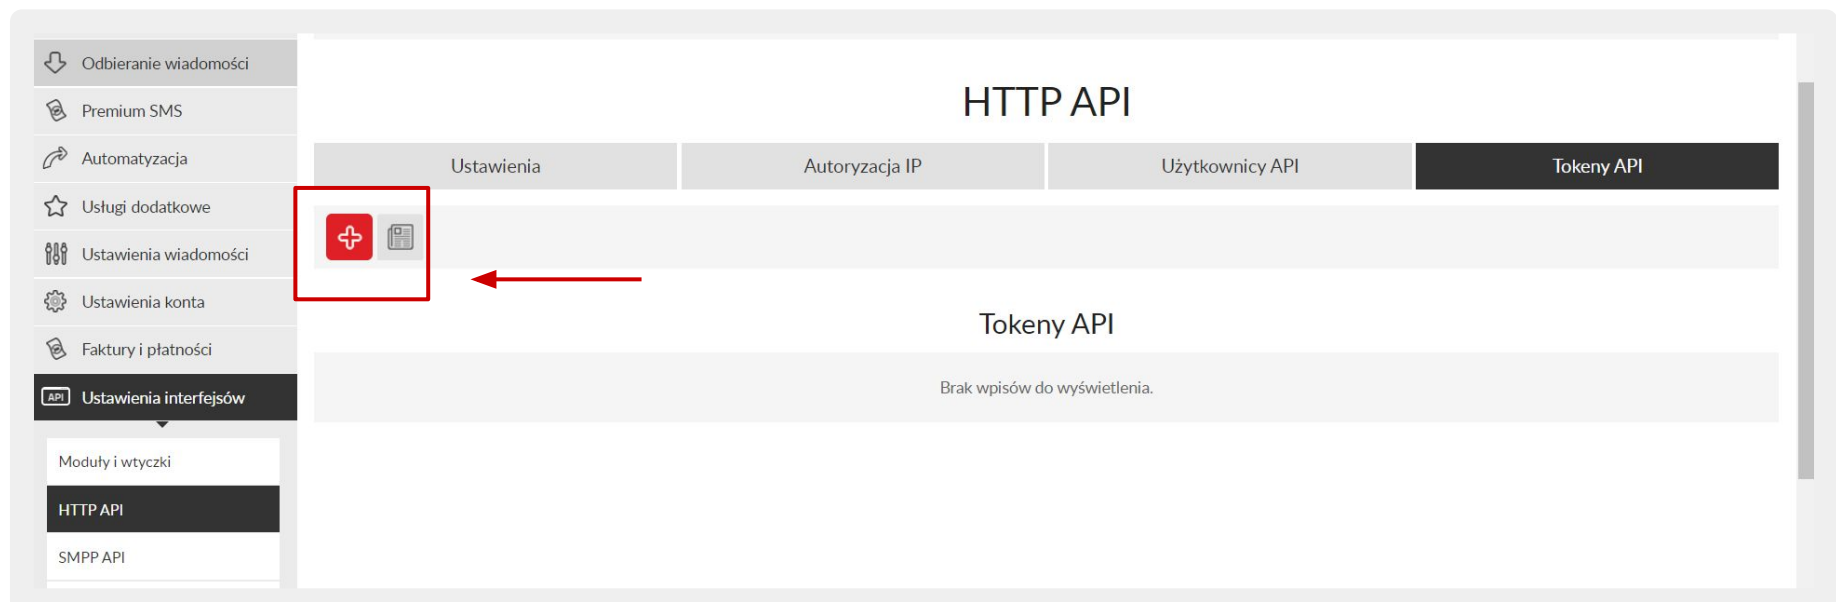 Odbieranie wiadomości
Premium SMS
Automatyzacja
Usługi dodatkowe
Ustawienia wiadomości
Ustawienia konta
Faktury i płatności
API Ustawienia interfejsów
Moduły i wtyczki
HTTP API
SMPP API
HTTP API
Ustawienia Autoryzacja IP Użytkownicy API Tokeny API
Tokeny API
Brak wpisów do wyświetlenia.